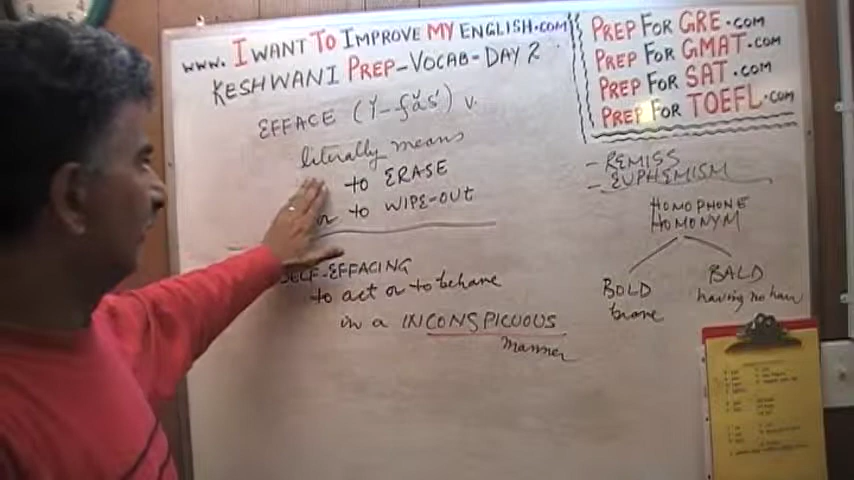 www. I WANT TO IMPROVE MY ENGLISH.com
KESHWANI PREP-VOCAB-DAY 2
EFFACE (ĭ-fās') v.
literally means
to ERASE
or to WIPE-OUT
SELF-EFFACING
to act or to behave
in a INCONSPICUOUS
manner
PREP FOR GRE.com
PREP FOR GMAT.com
PREP FOR SAT.com
PREP FOR TOEFL.com
- REMISS
- EUPHEMISM
HOMOPHONE
HOMONYM
BOLD
brave
BALD
having no hair